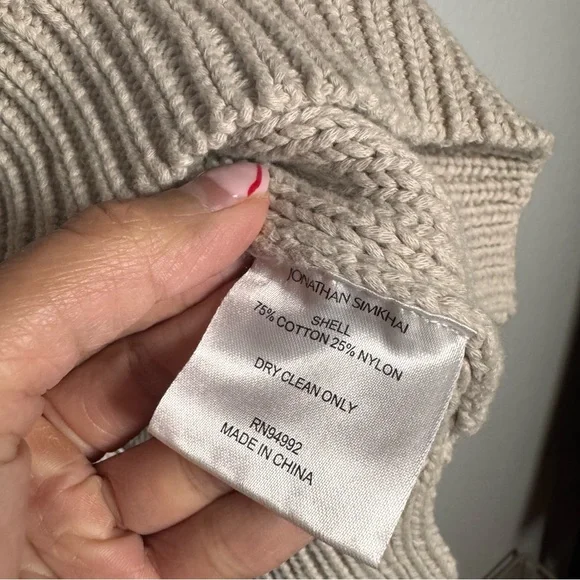 JONATHAN SIMKHAI
SHELL
75% COTTON 25% NYLON
DRY CLEAN ONLY
RN94992
MADE IN CHINA